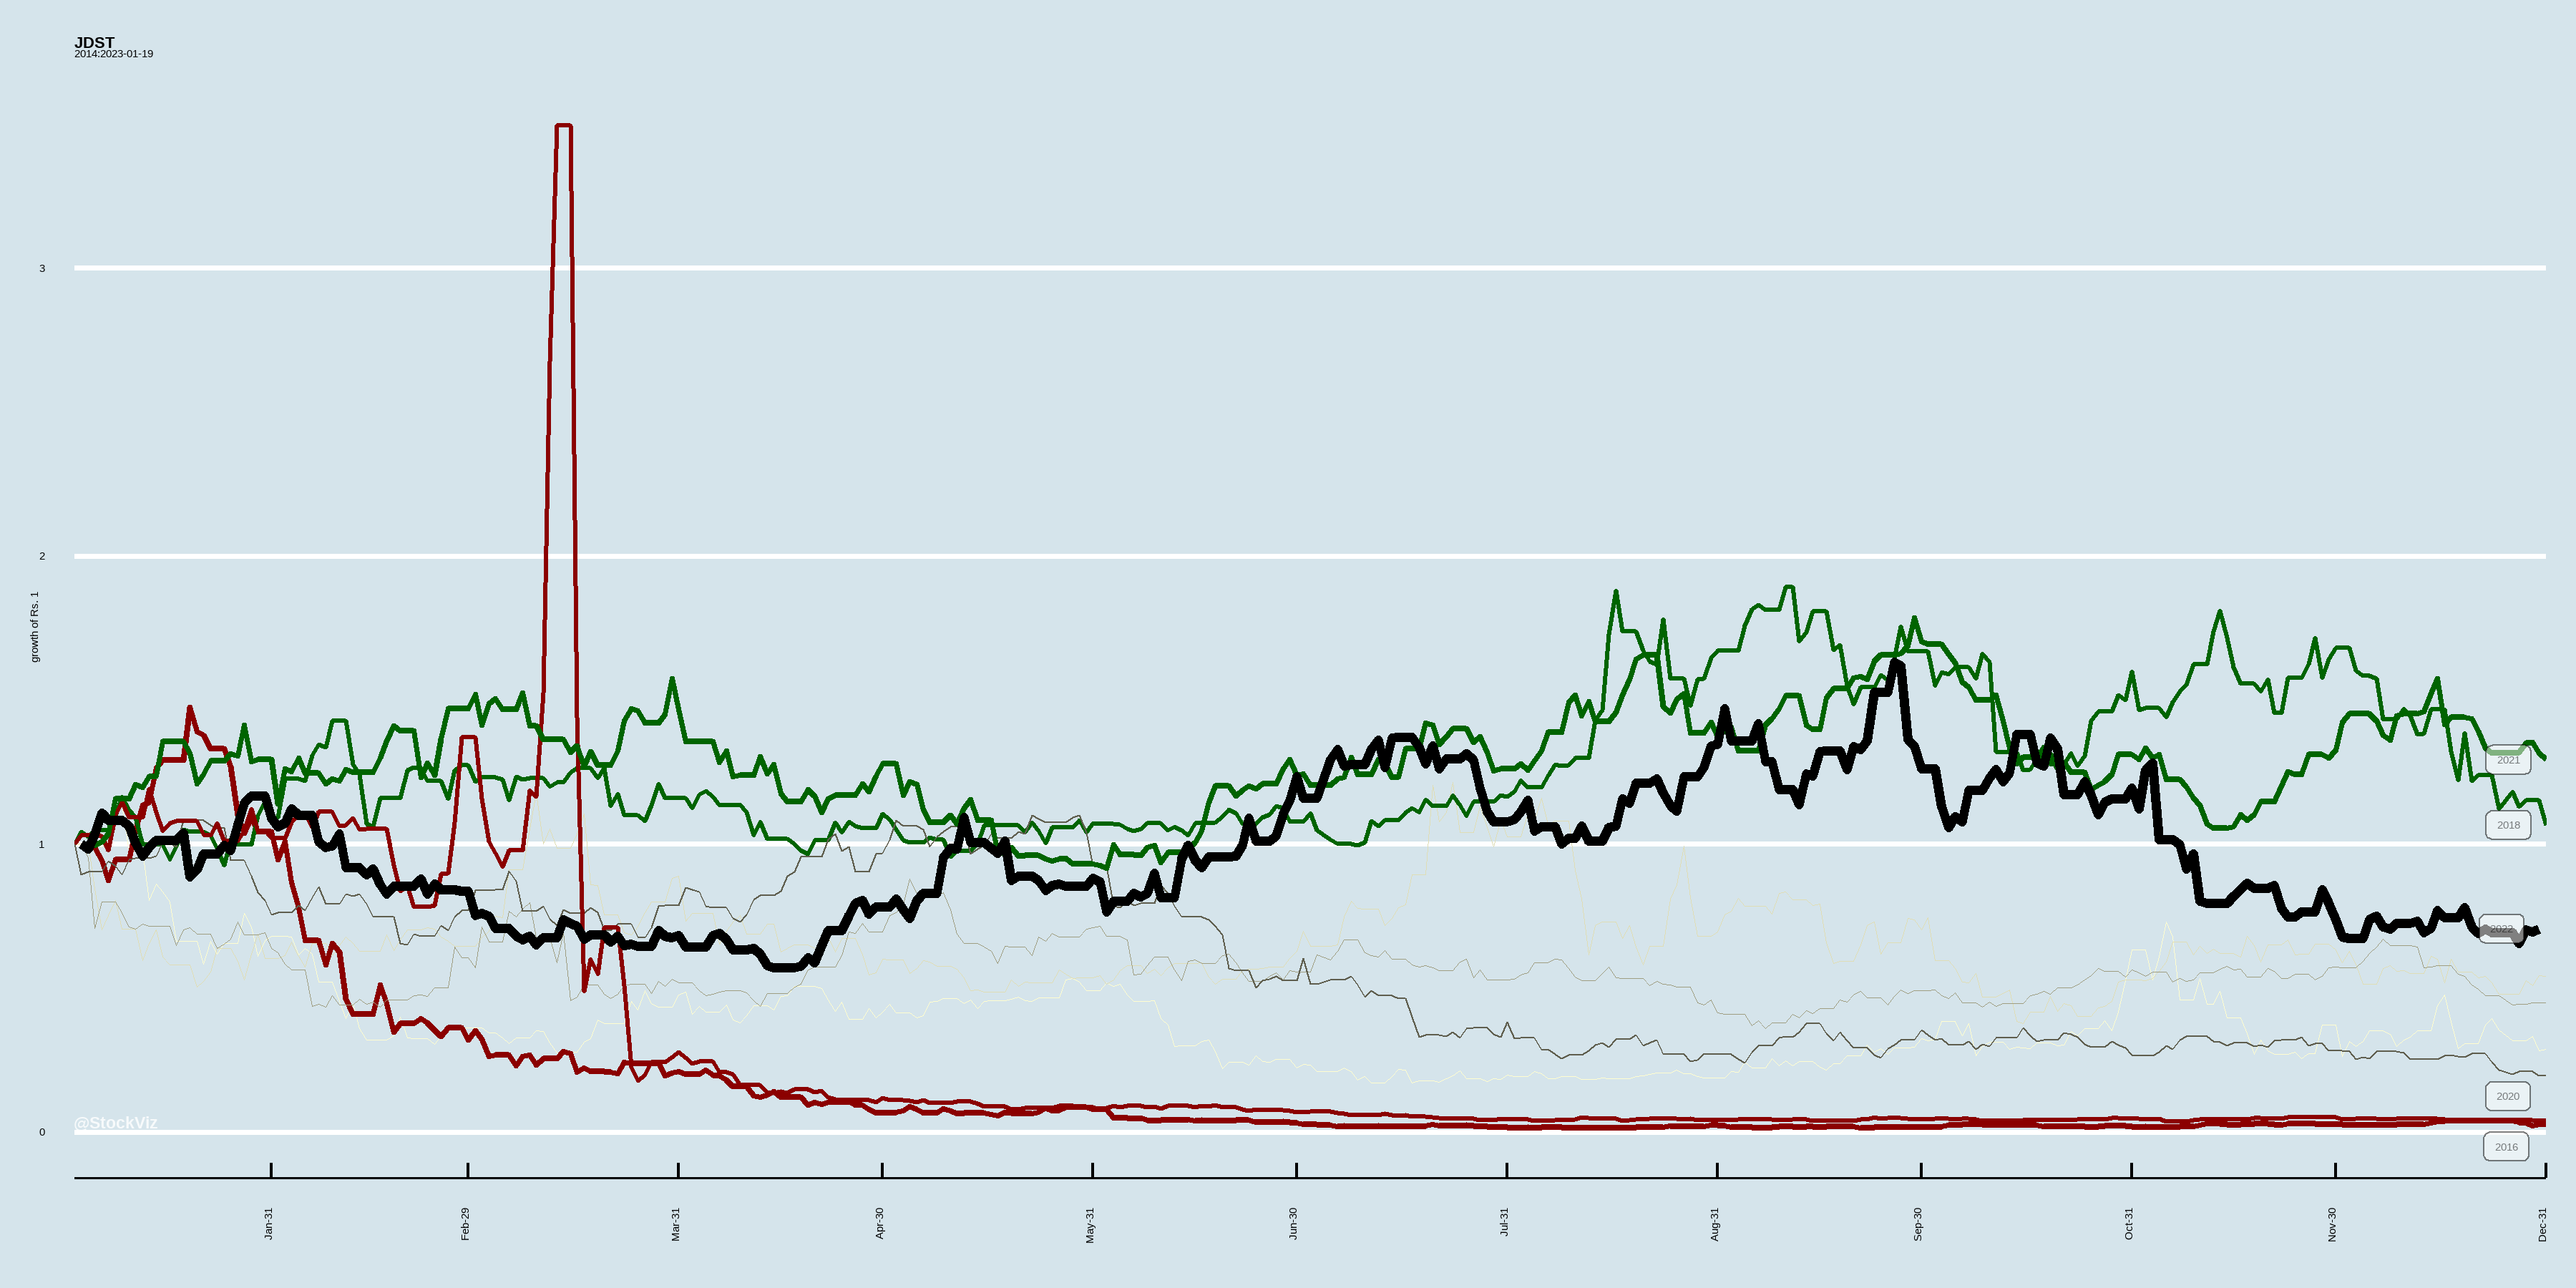 JDST
2014:2023-01-19
3
2
growth of Rs. 1
1
0
@StockViz
2021
2018
2022
2020
2016
Jan-31
Feb-29
Mar-31
Apr-30
May-31
Jun-30
Jul-31
Aug-31
Sep-30
Oct-31
Nov-30
Dec-31